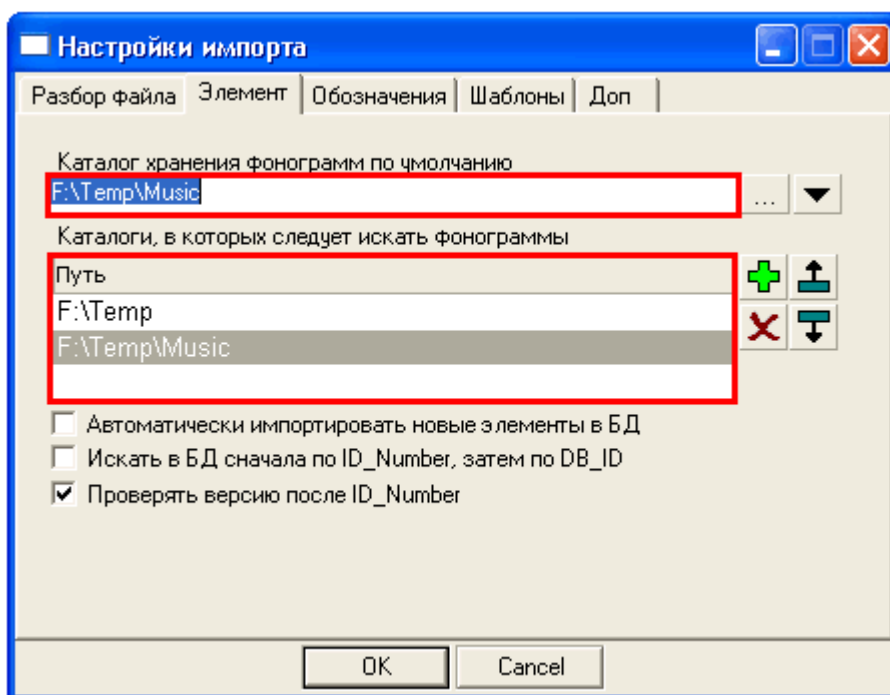 Настройки импорта
Разбор файла Элемент Обозначения Шаблоны Доп
Каталог хранения фонограмм по умолчанию
F:\Temp\Music ...
Каталоги, в которых следует искать фонограммы
Путь
F:\Temp
F:\Temp\Music
Автоматически импортировать новые элементы в БД
Искать в БД сначала по ID_Number, затем по DB_ID
Проверять версию после ID_Number
OK Cancel